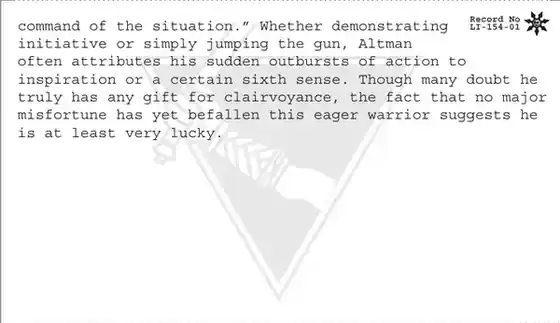 command of the situation.” Whether demonstrating
initiative or simply jumping the gun, Altman
often attributes his sudden outbursts of action to
inspiration or a certain sixth sense. Though many doubt he
truly has any gift for clairvoyance, the fact that no major
misfortune has yet befallen this eager warrior suggests he
is at least very lucky.
Record No
LI-154-01